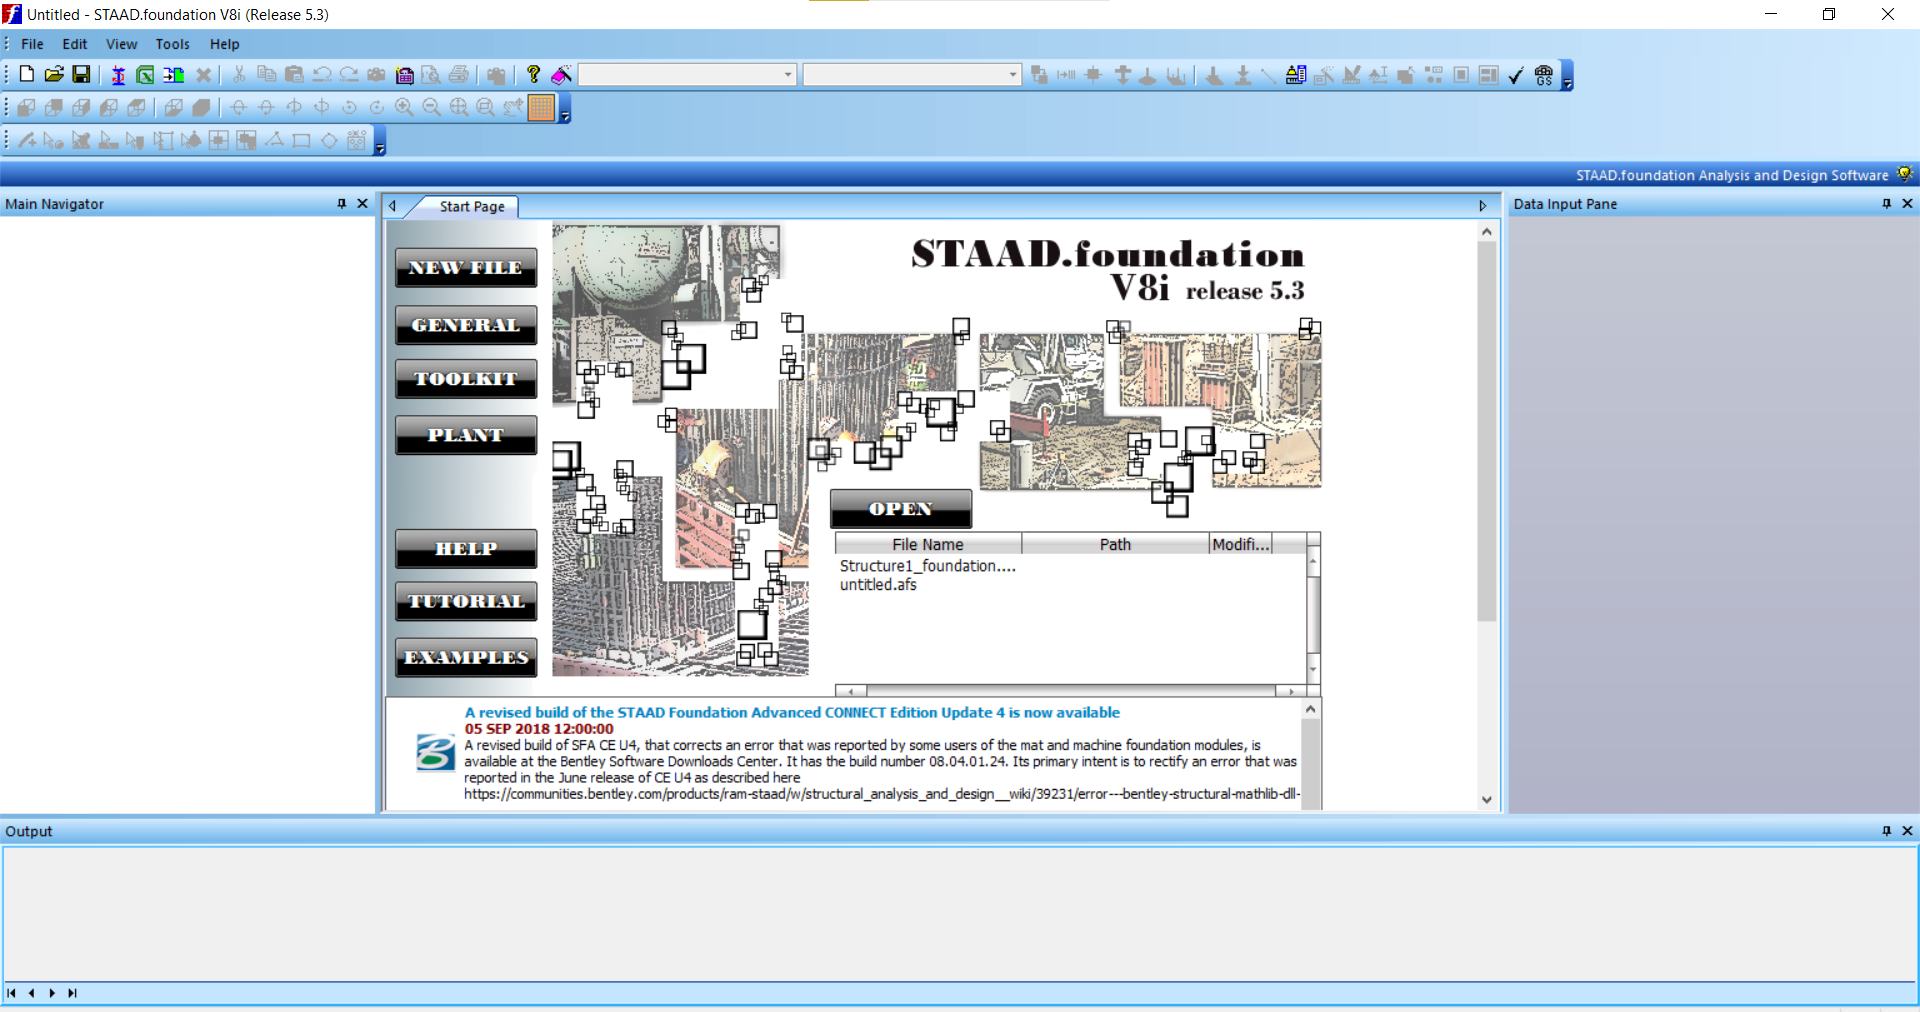 Untitled - STAAD.foundation V8i (Release 5.3)
File Edit View Tools Help
GS
STAAD.foundation Analysis and Design Software
Main Navigator
Start Page
Data Input Pane
NEW FILE
GENERAL
TOOLKIT
PLANT
HELP
TUTORIAL
EXAMPLES
STAAD.foundation
V8i release 5.3
OPEN
File Name Path Modifi...
Structure1_foundation....
untitled.afs
A revised build of the STAAD Foundation Advanced CONNECT Edition Update 4 is now available
05 SEP 2018 12:00:00
A revised build of SFA CE U4, that corrects an error that was reported by some users of the mat and machine foundation modules, is
available at the Bentley Software Downloads Center. It has the build number 08.04.01.24. Its primary intent is to rectify an error that was
reported in the June release of CE U4 as described here
https://communities.bentley.com/products/ram-staad/w/structural_analysis_and_design__wiki/39231/error---bentley-structural-mathlib-dll-
Output